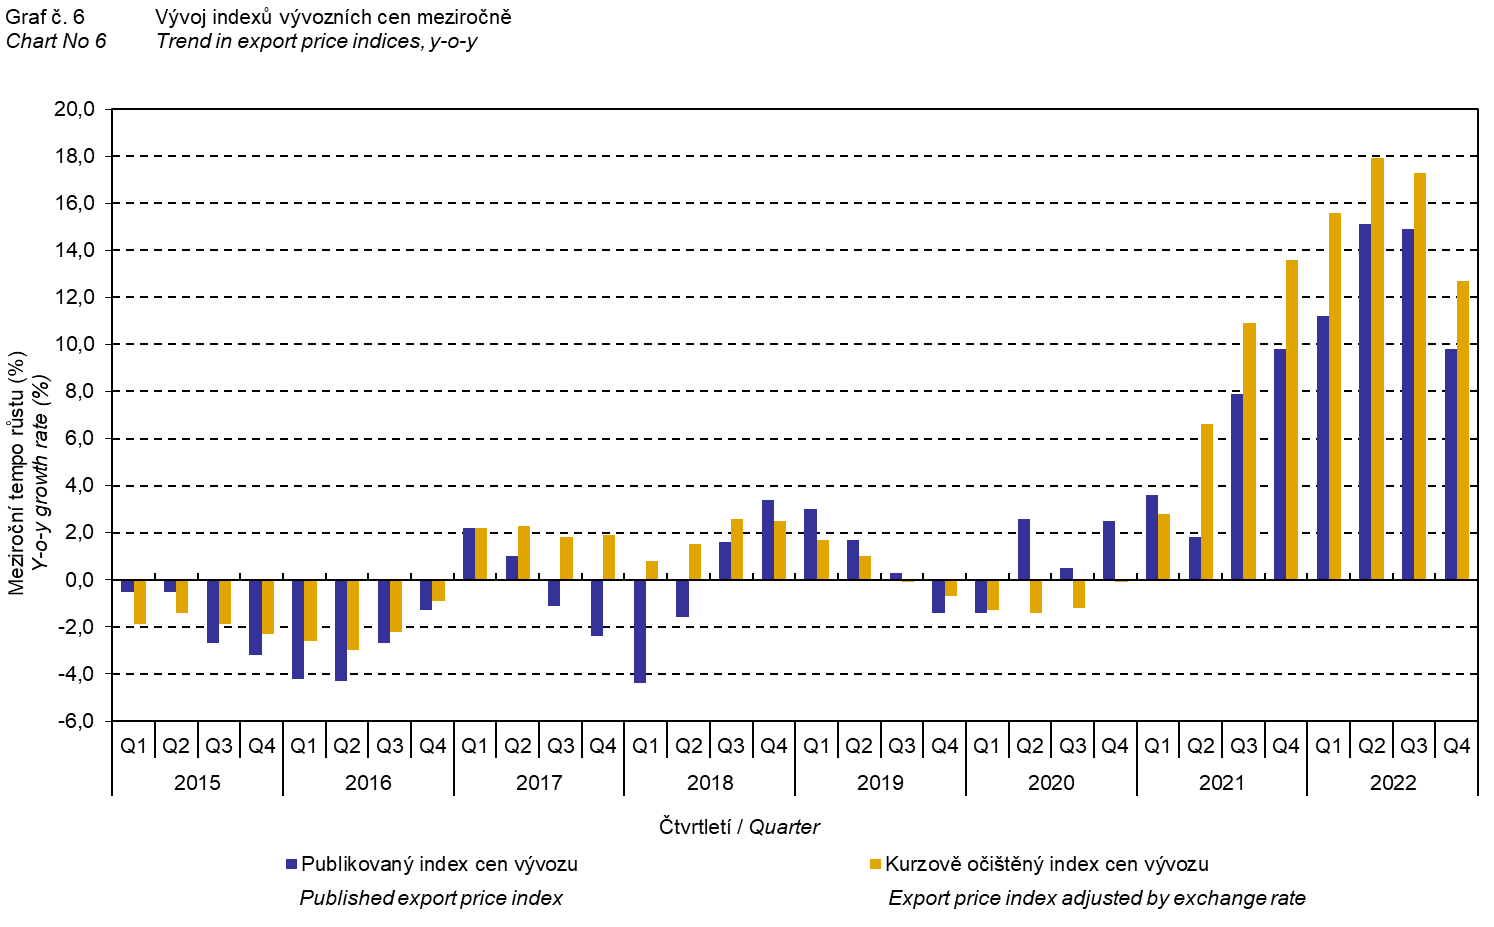 Graf č. 6 Vývoj indexů vývozních cen meziročně
Chart No 6 Trend in export price indices, y-o-y
Meziroční tempo růstu (%)
Y-o-y growth rate (%)
20,0
18,0
16,0
14,0
12,0
10,0
8,0
6,0
4,0
2,0
0,0
-2,0
-4,0
-6,0
Q1 Q2 Q3 Q4 Q1 Q2 Q3 Q4 Q1 Q2 Q3 Q4 Q1 Q2 Q3 Q4 Q1 Q2 Q3 Q4 Q1 Q2 Q3 Q4 Q1 Q2 Q3 Q4 Q1 Q2 Q3 Q4
2015 2016 2017 2018 2019 2020 2021 2022
Čtvrtletí / Quarter
Publikovaný index cen vývozu Kurzově očištěný index cen vývozu
Published export price index Export price index adjusted by exchange rate